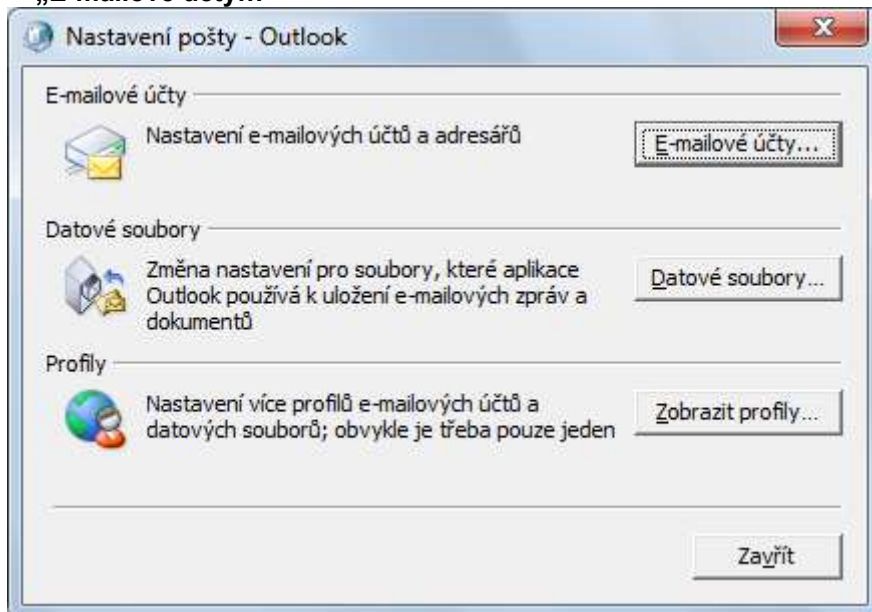 Nastavení pošty - Outlook
E-mailové účty
Nastavení e-mailových účtů a adresářů
E-mailové účty...
Datové soubory
Změna nastavení pro soubory, které aplikace
Outlook používá k uložení e-mailových zpráv a
dokumentů
Datové soubory...
Profily
Nastavení více profilů e-mailových účtů a
datových souborů; obvykle je třeba pouze jeden
Zobrazit profily...
Zavřít